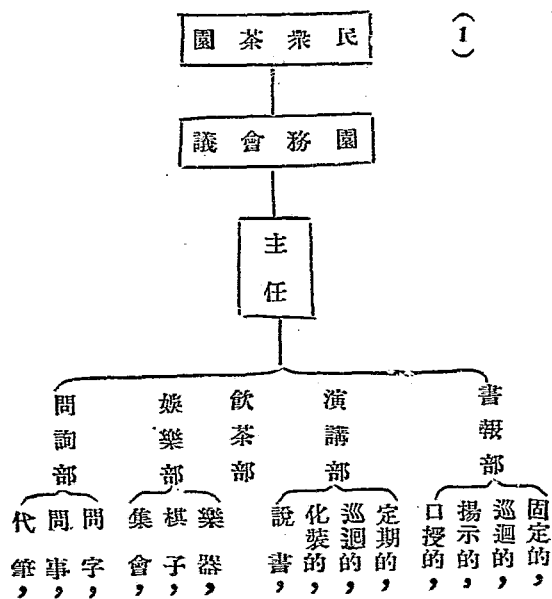 (1)
民衆茶園
園務會議
主任
書報部
固定的,
巡迴的,
揭示的,
口授的,
演講部
定期的,
巡迴的,
化裝的,
說書,
飲茶部
娛樂部
樂器,
棋子,
集會,
問詢部
問字,
問事,
代筆,